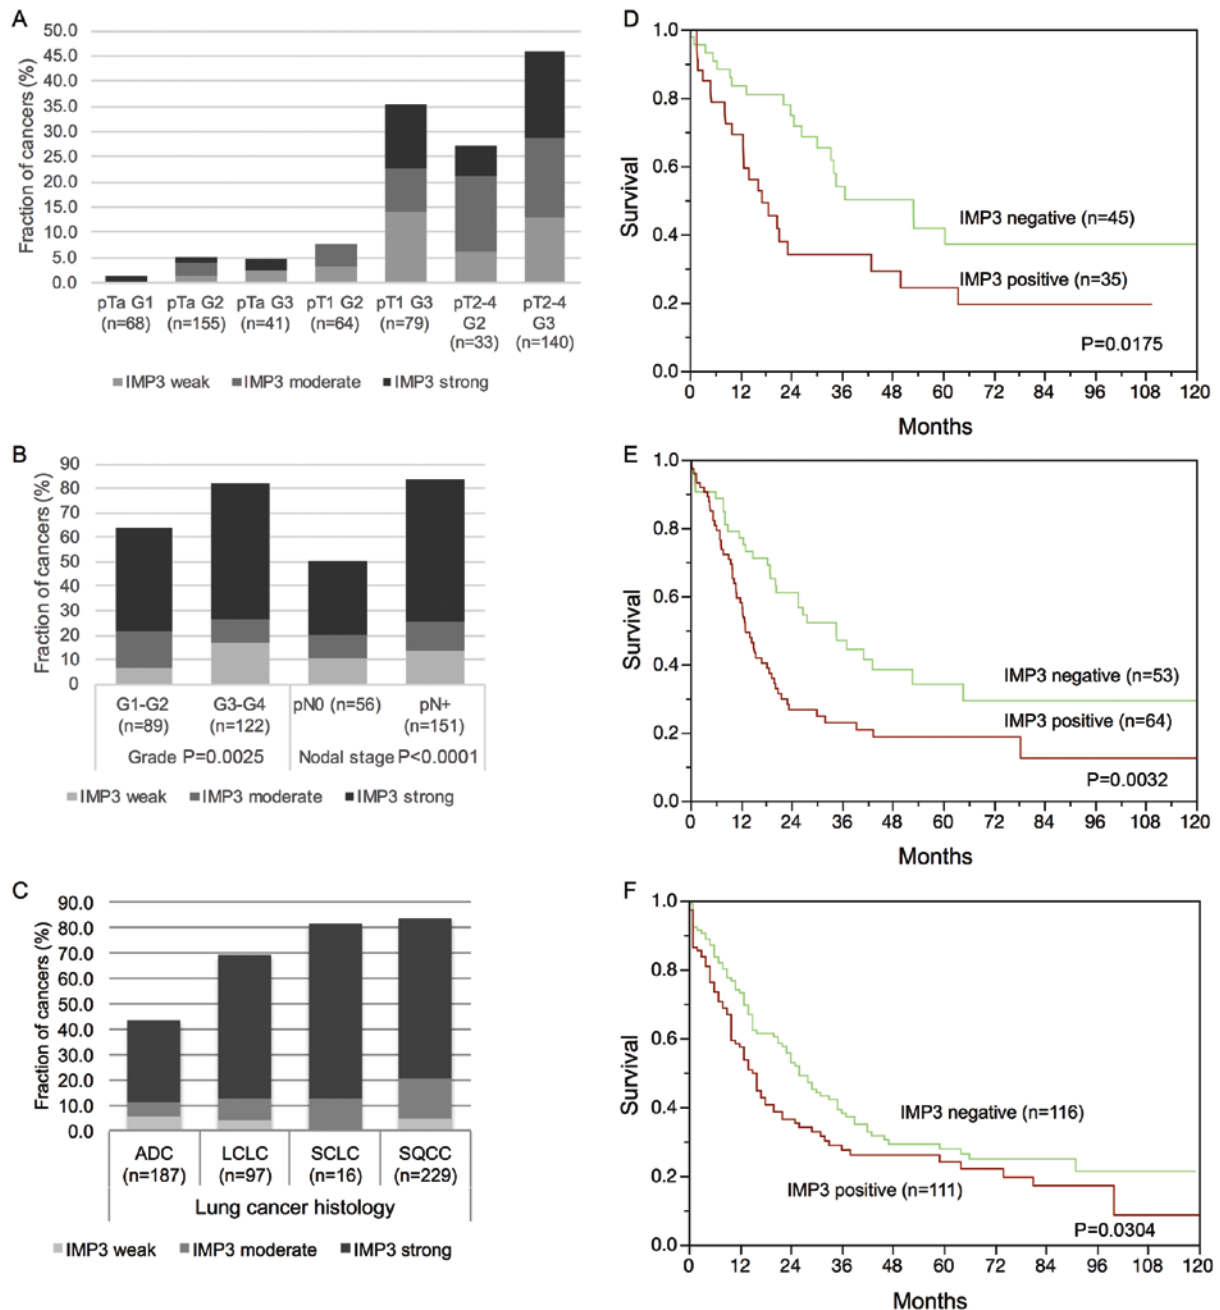 A
Fraction of cancers (%)
50.0
45.0
40.0
35.0
30.0
25.0
20.0
15.0
10.0
5.0
0.0
pTa G1 pTa G2 pTa G3 pT1 G2 pT1 G3 pT2-4 pT2-4
(n=68) (n=155) (n=41) (n=64) (n=79) G2 G3
(n=33) (n=140)
IMP3 weak IMP3 moderate IMP3 strong
B
Fraction of cancers (%)
90
80
70
60
50
40
30
20
10
0
G1-G2 G3-G4 pN0 (n=56) pN+
(n=89) (n=122) (n=151)
Grade P=0.0025 Nodal stage P<0.0001
IMP3 weak IMP3 moderate IMP3 strong
C
Fraction of cancers (%)
90.0
80.0
70.0
60.0
50.0
40.0
30.0
20.0
10.0
0.0
ADC LCLC SCLC SQCC
(n=187) (n=97) (n=16) (n=229)
Lung cancer histology
IMP3 weak IMP3 moderate IMP3 strong
D
Survival
1.0
0.8
0.6
0.4
0.2
0.0
IMP3 negative (n=45)
IMP3 positive (n=35)
P=0.0175
0 12 24 36 48 60 72 84 96 108 120
Months
E
Survival
1.0
0.8
0.6
0.4
0.2
0.0
IMP3 negative (n=53)
IMP3 positive (n=64)
P=0.0032
0 12 24 36 48 60 72 84 96 108 120
Months
F
Survival
1.0
0.8
0.6
0.4
0.2
0.0
IMP3 negative (n=116)
IMP3 positive (n=111)
P=0.0304
0 12 24 36 48 60 72 84 96 108 120
Months